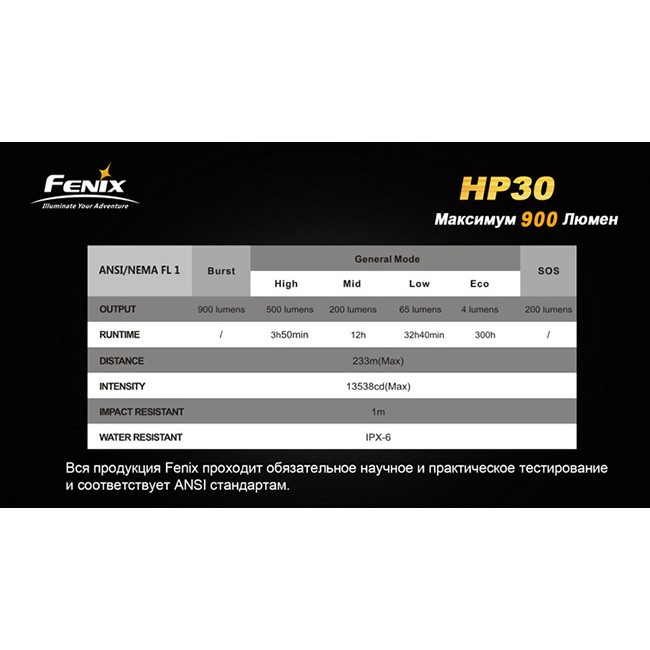 FENIX
Illuminate Your Adventure
HP30
Максимум 900 Люмен
ANSI/NEMA FL 1 Burst General Mode SOS
High Mid Low Eco
OUTPUT 900 lumens 500 lumens 200 lumens 65 lumens 4 lumens 200 lumens
RUNTIME / 3h50min 12h 32h40min 300h /
DISTANCE 233m(Max)
INTENSITY 13538cd(Max)
IMPACT RESISTANT 1m
WATER RESISTANT IPX-6
Вся продукция Fenix проходит обязательное научное и практическое тестирование
и соответствует ANSI стандартам.